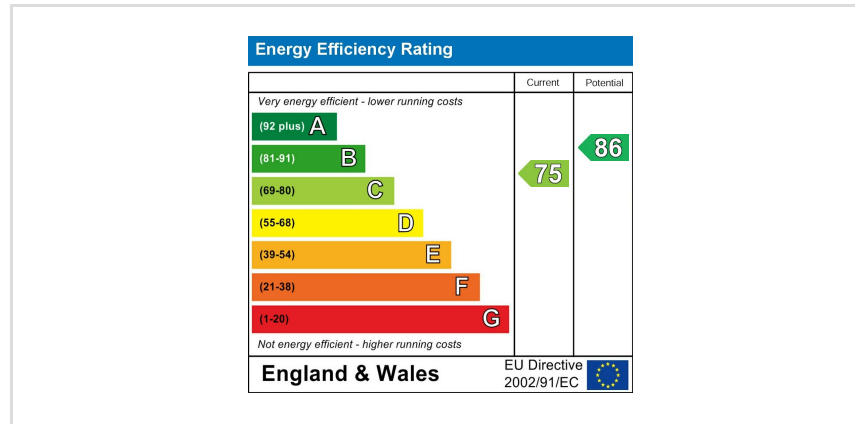 Energy Efficiency Rating
Current Potential
Very energy efficient - lower running costs
(92 plus) A
(81-91) B
(69-80) C
(55-68) D
(39-54) E
(21-38) F
(1-20) G
75
86
Not energy efficient - higher running costs
England & Wales
EU Directive
2002/91/EC